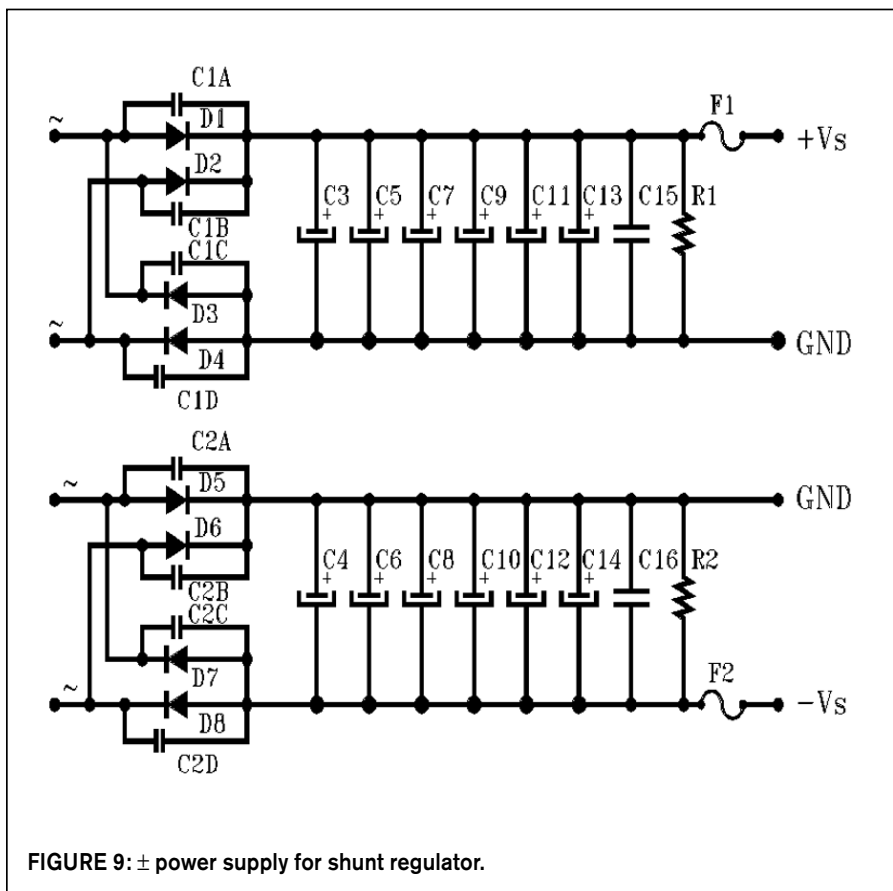 C1A
F1
~
D1
+Vs
D2
C3
C5
C7
C9
C11
C13
C15
R1
+
+
+
+
+
+
C1B
C1C
~
D3
D4
GND
C1D
C2A
~
D5
GND
D6
C4
C6
C8
C10
C12
C14
C16
R2
+
+
+
+
+
+
C2B
C2C
~
D7
F2
D8
−Vs
C2D
FIGURE 9: ± power supply for shunt regulator.